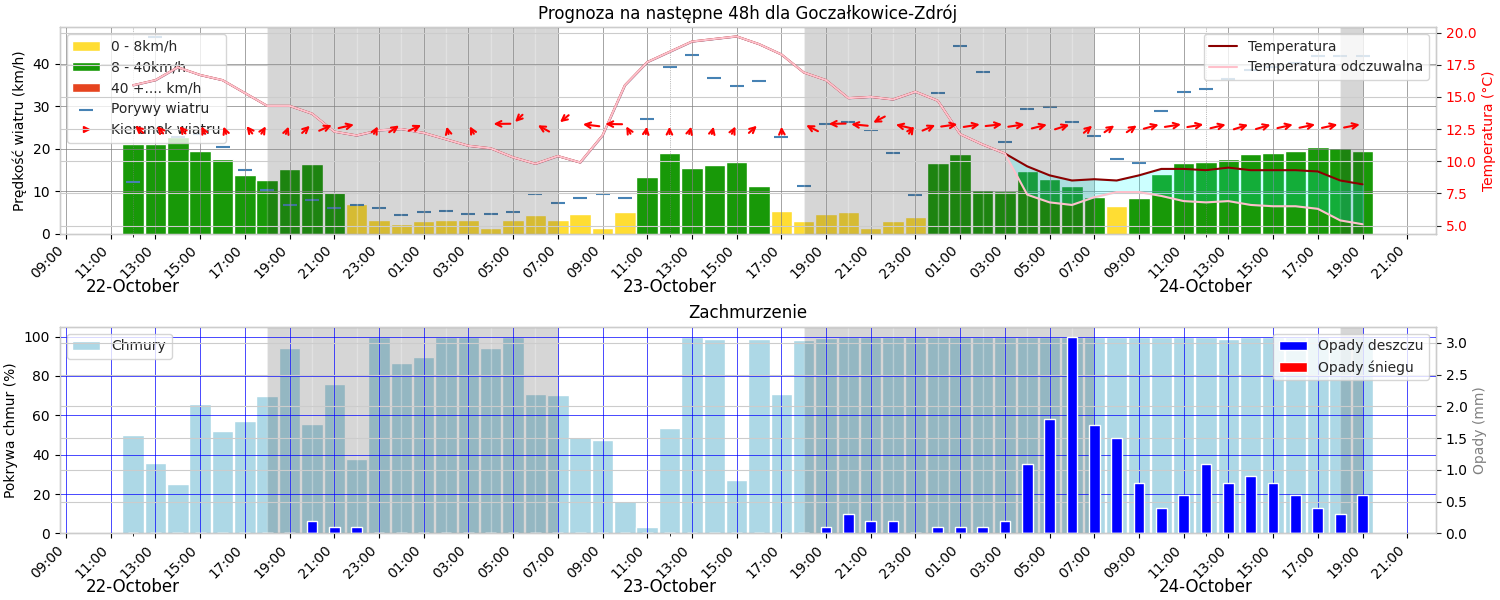 Prognoza na następne 48h dla Goczałkowice-Zdrój
Prędkość wiatru (km/h)
40
30
20
10
0
0 - 8km/h
8 - 40km/h
40 +.... km/h
Porywy wiatru
Kierunek wiatru
Temperatura
Temperatura odczuwalna
20.0
17.5
15.0
12.5
10.0
7.5
5.0
Temperatura (°C)
09:00 11:00 13:00 15:00 17:00 19:00 21:00 23:00 01:00 03:00 05:00 07:00 09:00 11:00 13:00 15:00 17:00 19:00 21:00 23:00 01:00 03:00 05:00 07:00 09:00 11:00 13:00 15:00 17:00 19:00 21:00
22-October 23-October 24-October
Zachmurzenie
Pokrywa chmur (%)
100
80
60
40
20
0
Chmury
Opady deszczu
Opady śniegu
3.0
2.5
2.0
1.5
1.0
0.5
0.0
Opady (mm)
09:00 11:00 13:00 15:00 17:00 19:00 21:00 23:00 01:00 03:00 05:00 07:00 09:00 11:00 13:00 15:00 17:00 19:00 21:00 23:00 01:00 03:00 05:00 07:00 09:00 11:00 13:00 15:00 17:00 19:00 21:00
22-October 23-October 24-October